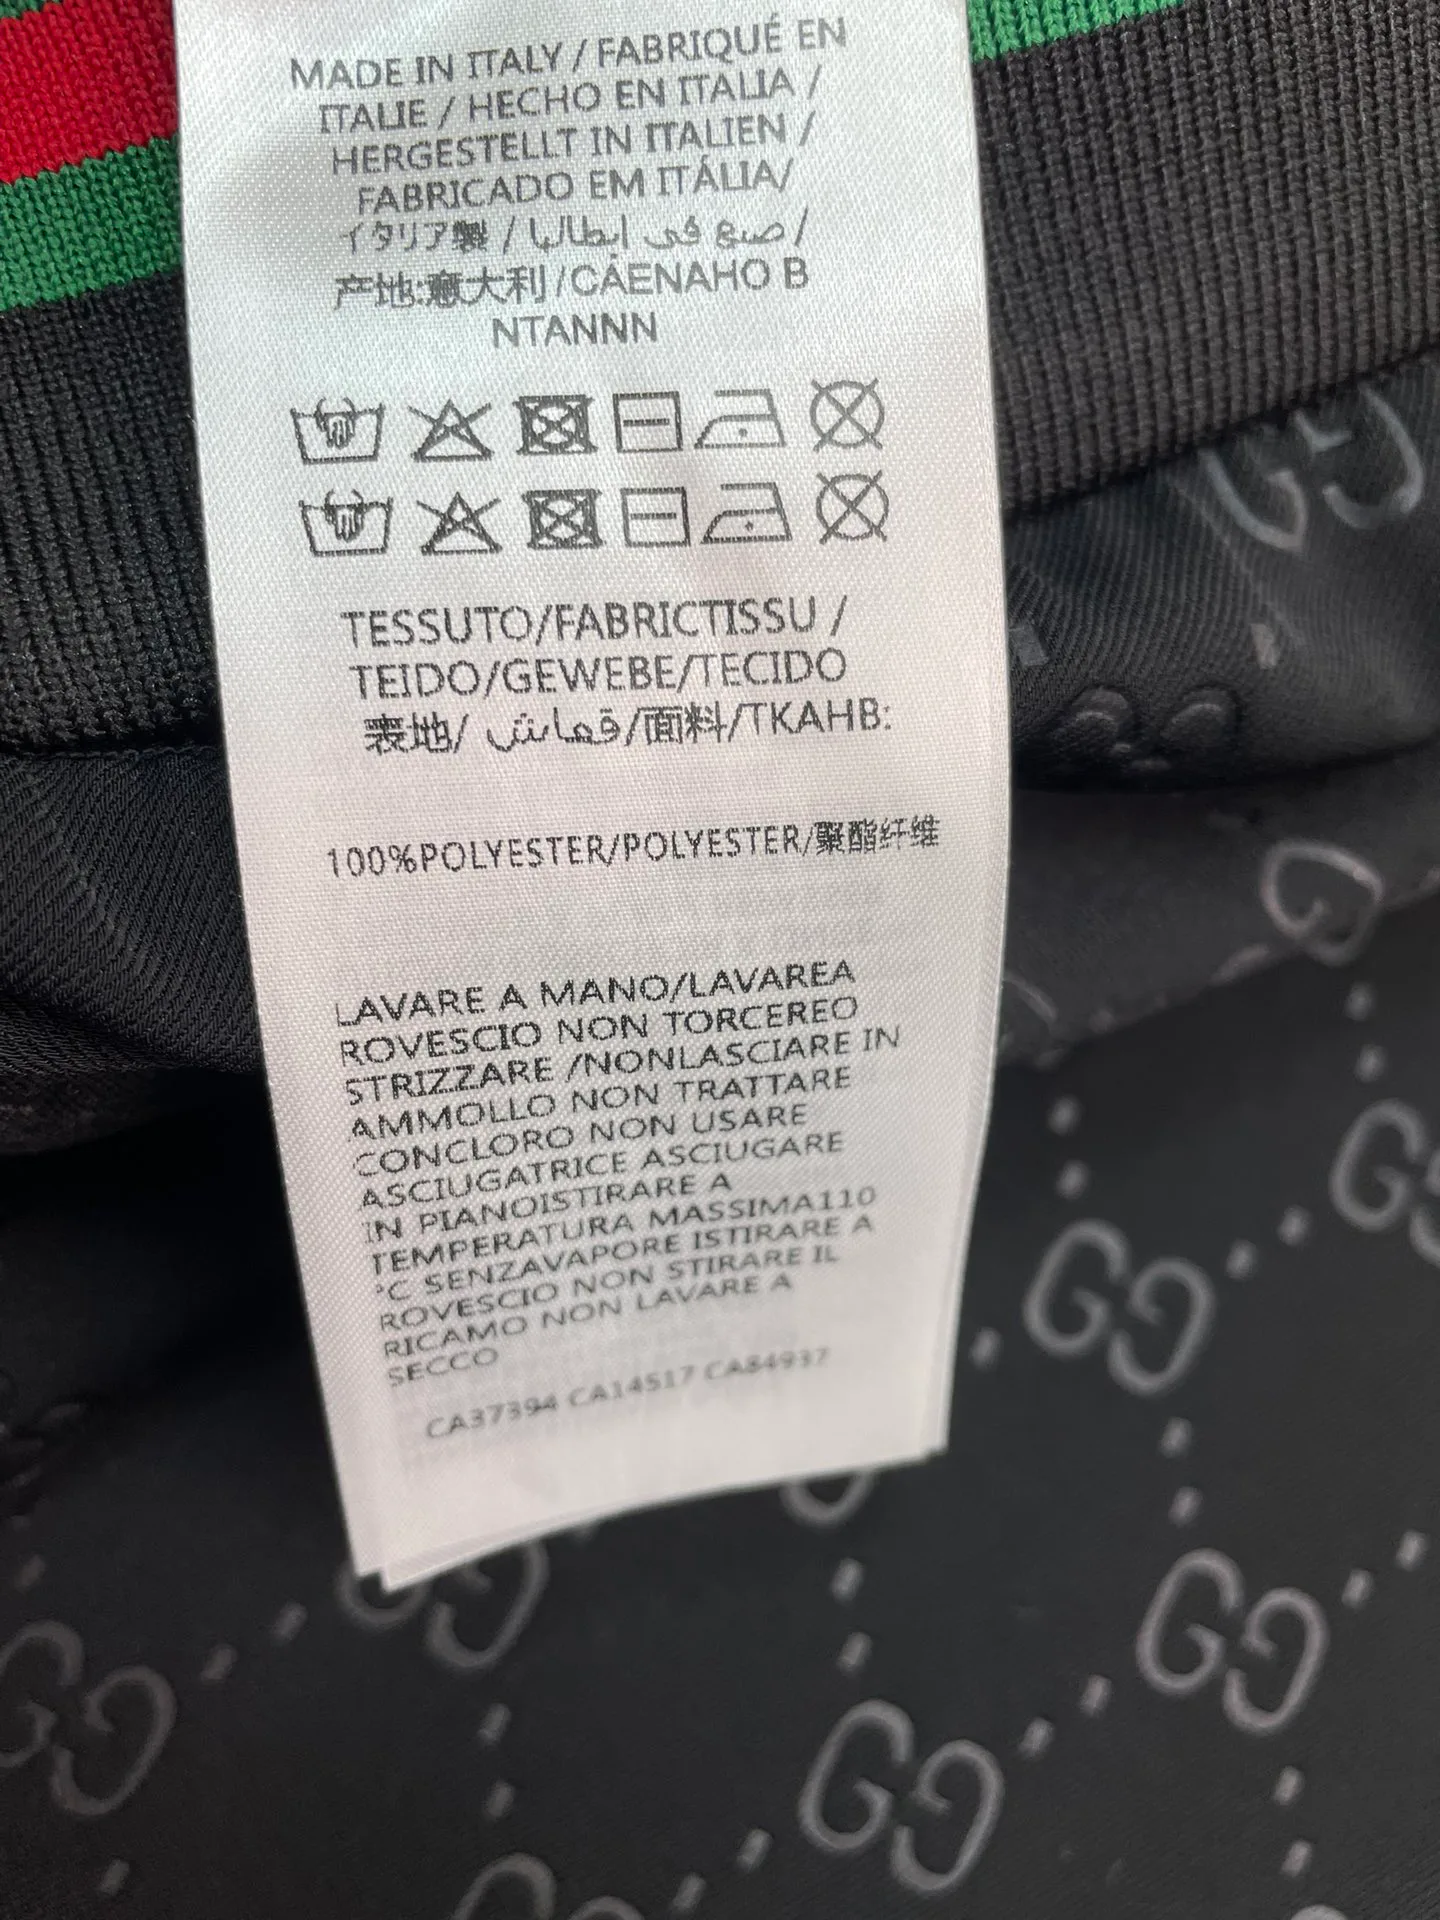 MADE IN ITALY / FABRIQUÉ EN
ITALIE / HECHO EN ITALIA /
HERGESTELLT IN ITALIEN /
FABRICADO EM ITÁLIA/
イタリア製 / صنع في إيطاليا /
产地:意大利/CÁENAHO B
NTANNN
TESSUTO/FABRICTISSU /
TEIDO/GEWEBE/TECIDO
表地/ قماش/面料/TKAHB:
100%POLYESTER/POLYESTER/聚酯纤维
LAVARE A MANO/LAVAREA
ROVESCIO NON TORCEREO
STRIZZARE /NONLASCIARE IN
AMMOLLO NON TRATTARE
CONCLORO NON USARE
ASCIUGATRICE ASCIUGARE
IN PIANOISTIRARE A
TEMPERATURA MASSIMA110
°C SENZAVAPORE ISTIRARE A
ROVESCIO NON STIRARE IL
RICAMO NON LAVARE A
SECCO
CA37394 CA14517 CA84937